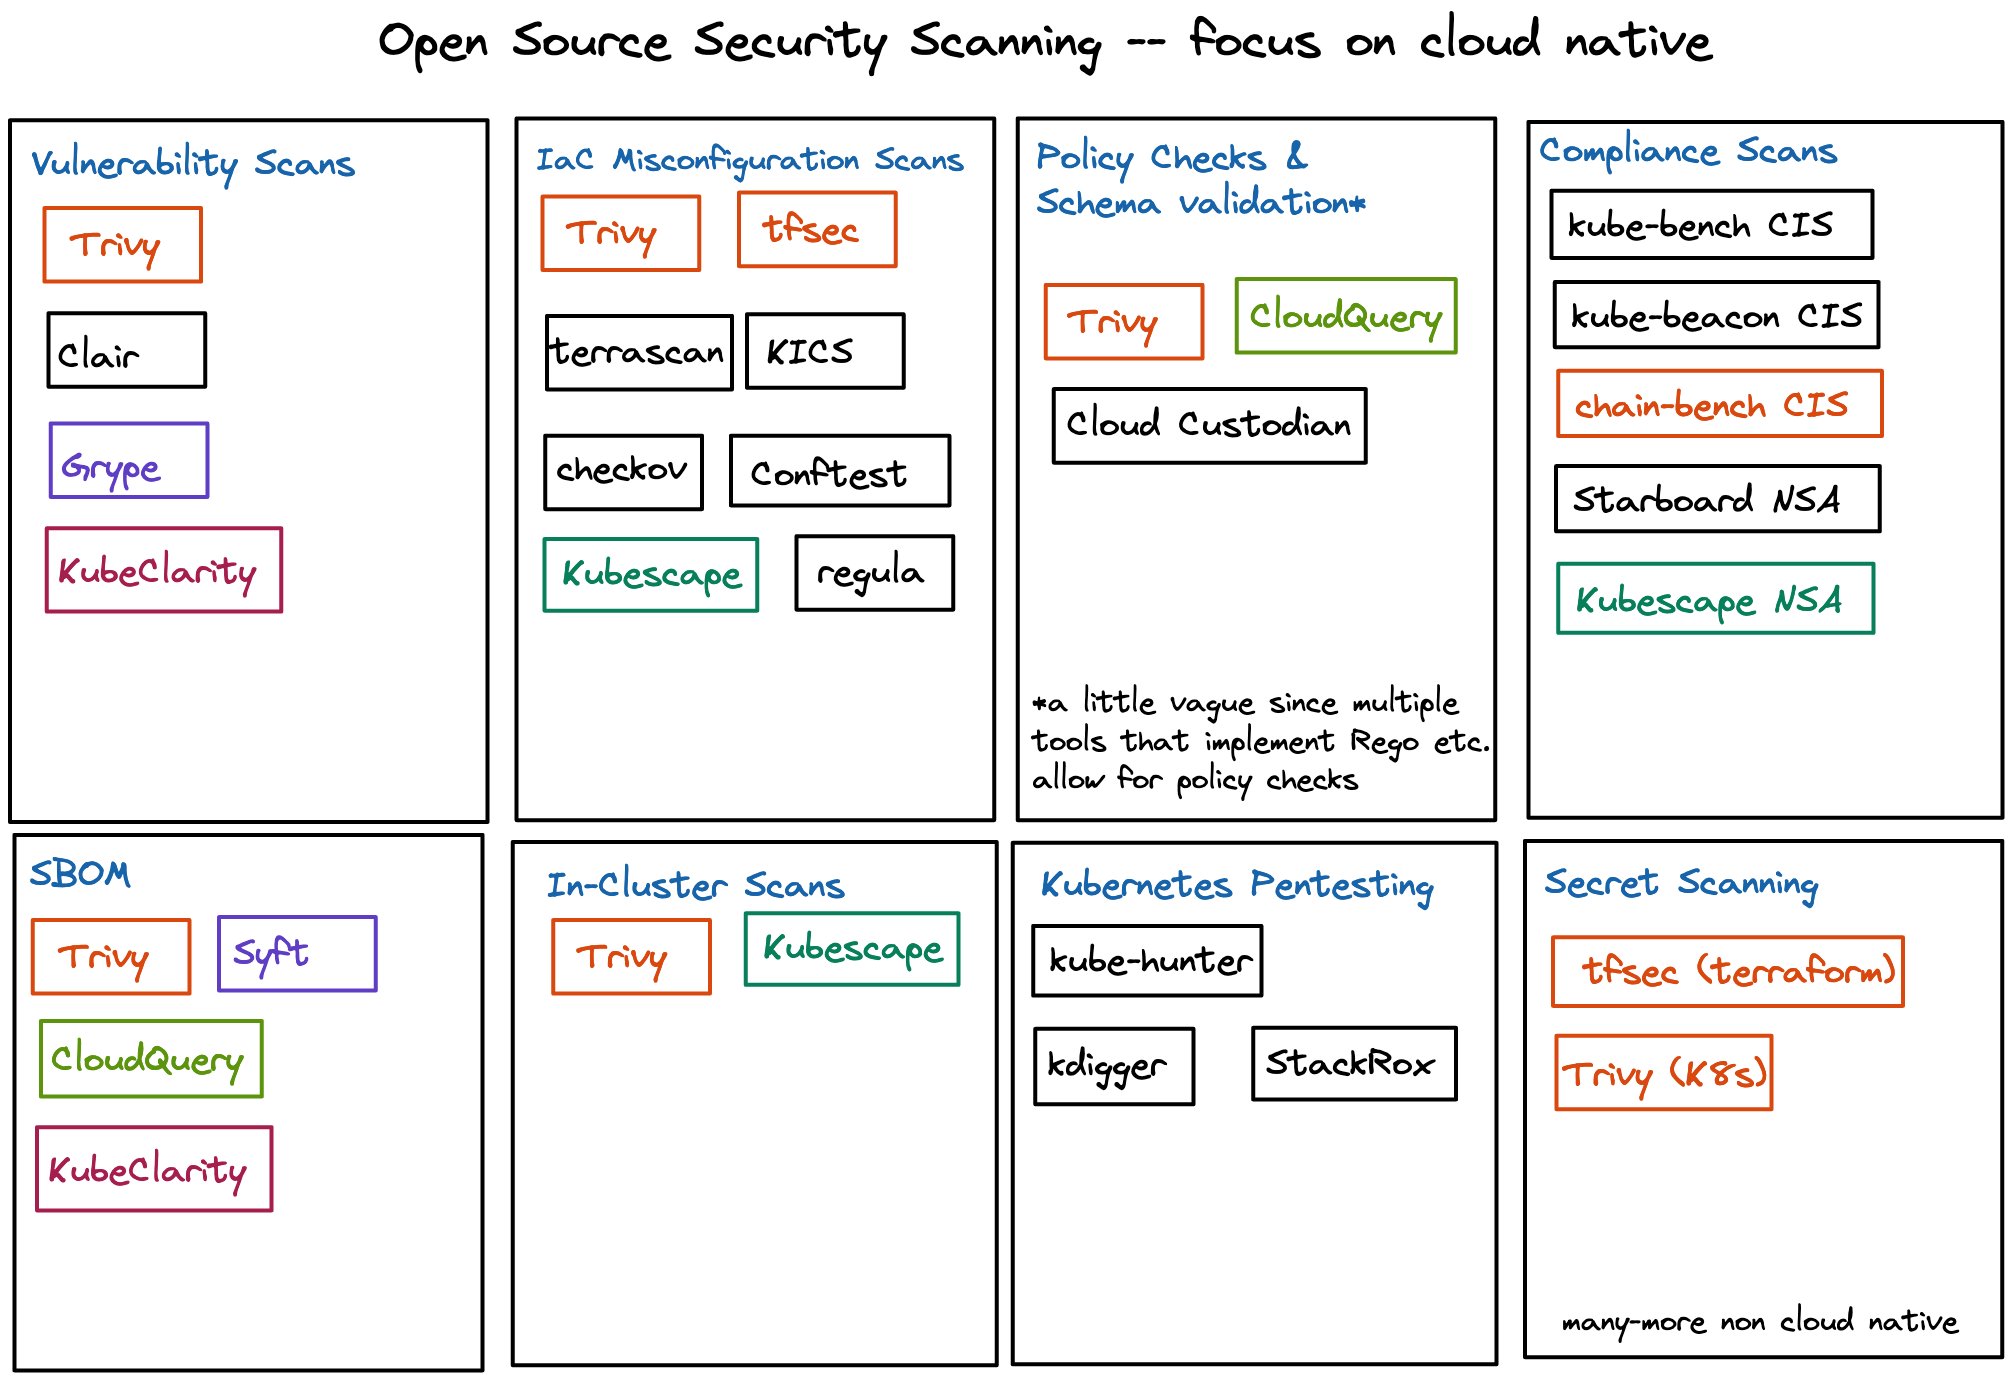 Open Source Security Scanning -- focus on cloud native
Vulnerability Scans
Trivy
Clair
Grype
KubeClarity
IaC Misconfiguration Scans
Trivy
tfsec
terrascan
KICS
checkov
Conftest
Kubescape
regula
Policy Checks &
Schema validation*
Trivy
CloudQuery
Cloud Custodian
*a little vague since multiple
tools that implement Rego etc.
allow for policy checks
Compliance Scans
kube-bench CIS
kube-beacon CIS
chain-bench CIS
Starboard NSA
Kubescape NSA
SBOM
Trivy
Syft
CloudQuery
KubeClarity
In-Cluster Scans
Trivy
Kubescape
Kubernetes Pentesting
kube-hunter
kdigger
StackRox
Secret Scanning
tfsec (terraform)
Trivy (K8s)
many-more non cloud native